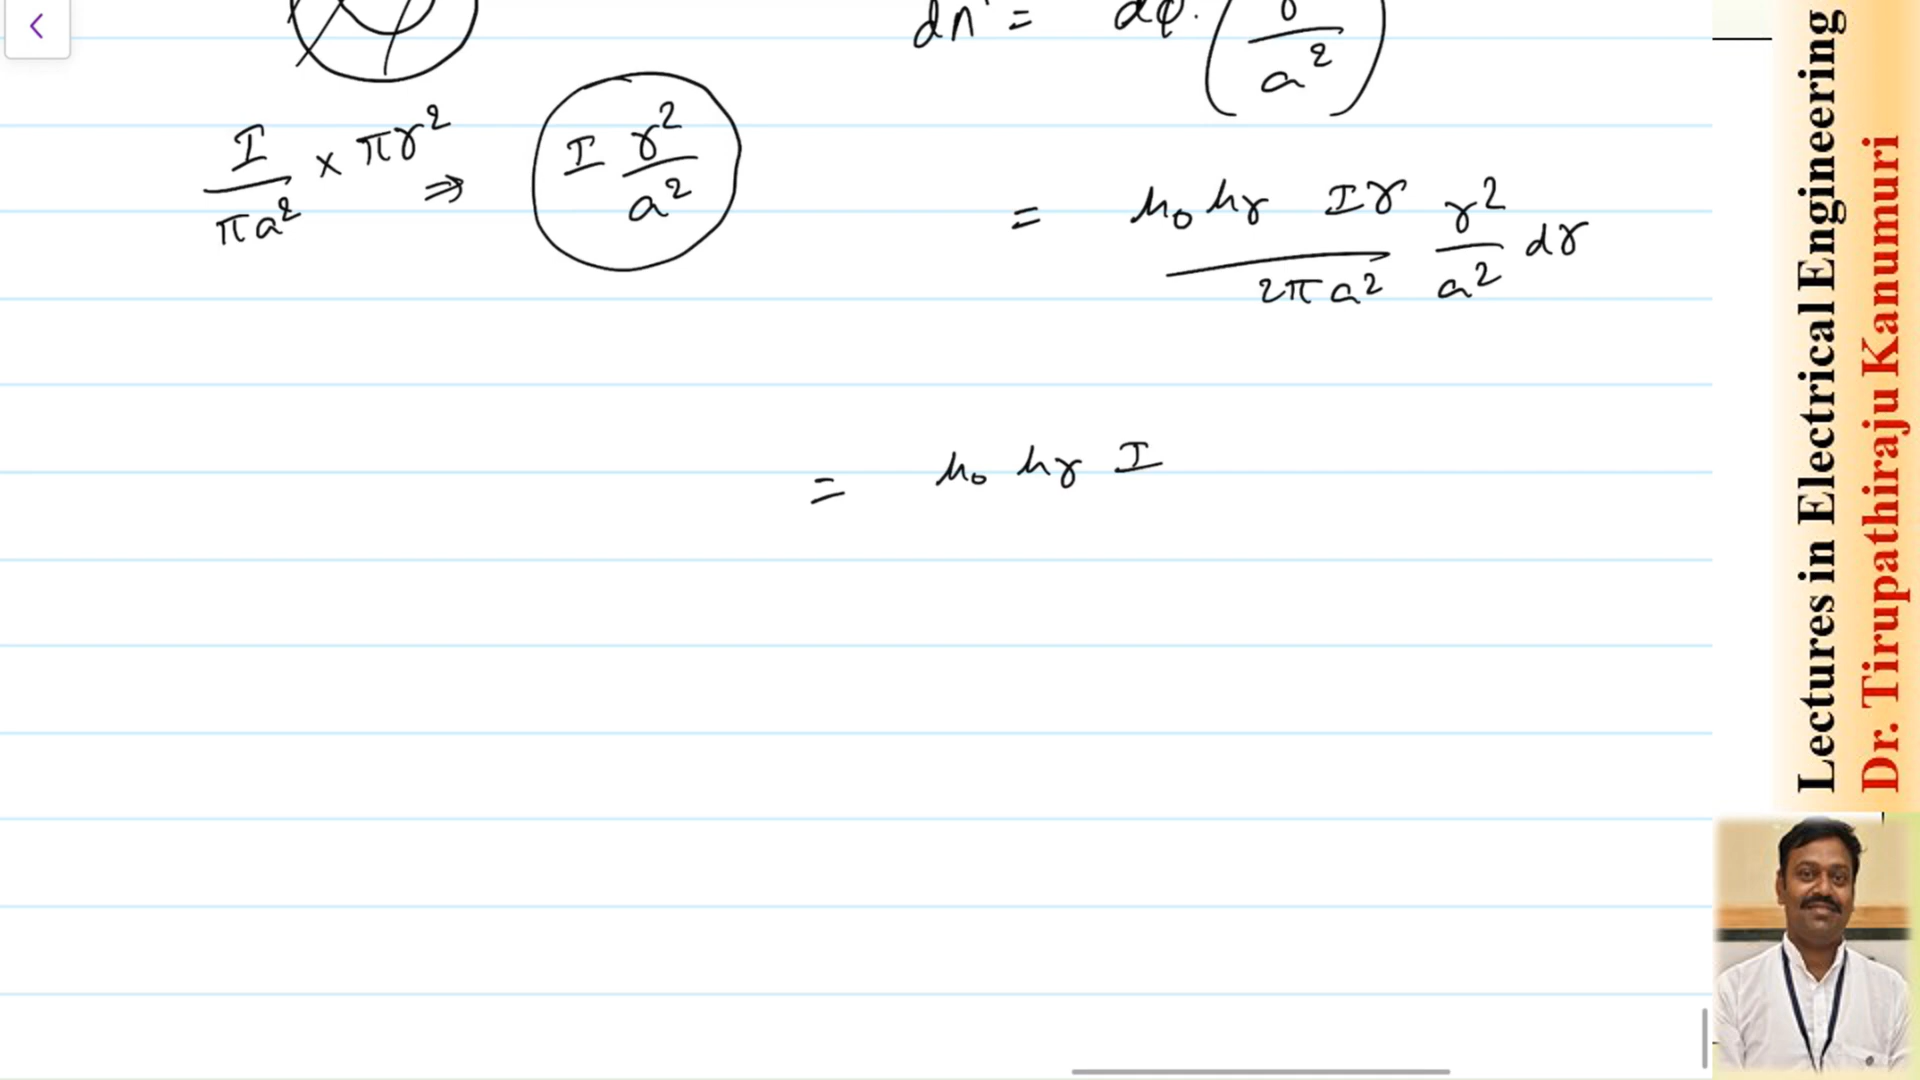 dλ = dφ. ( r² / a² )
I / πa² × πr² ⇒ I r² / a²
= μ₀ μr I r / 2πa² r² / a² dr
= μ₀ μr I
Lectures in Electrical Engineering
Dr. Tirupathiraju Kanumuri